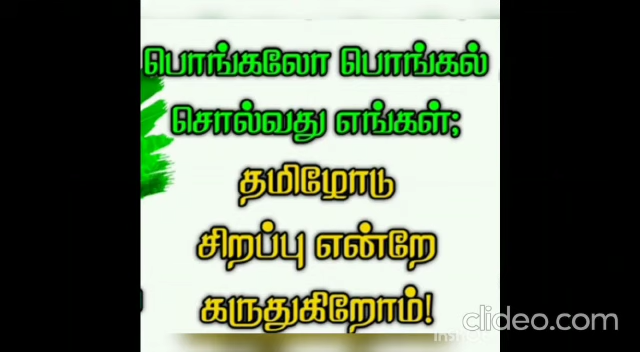 பொங்கலோ பொங்கல்
சொல்வது எங்கள்;
தமிழோடு
சிறப்பு என்றே
கருதுகிறோம்!
clideo.com